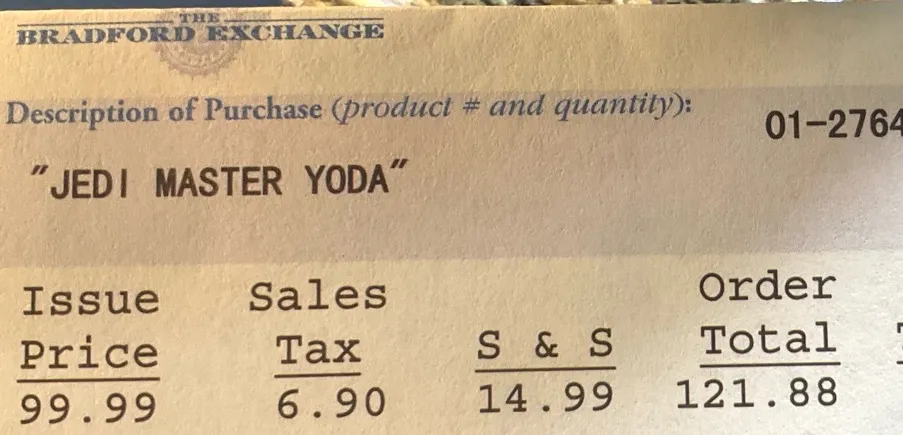 THE
BRADFORD EXCHANGE
Description of Purchase (product # and quantity):
01-2764
"JEDI MASTER YODA"
Issue Price Sales Tax S & S Order Total
99.99 6.90 14.99 121.88